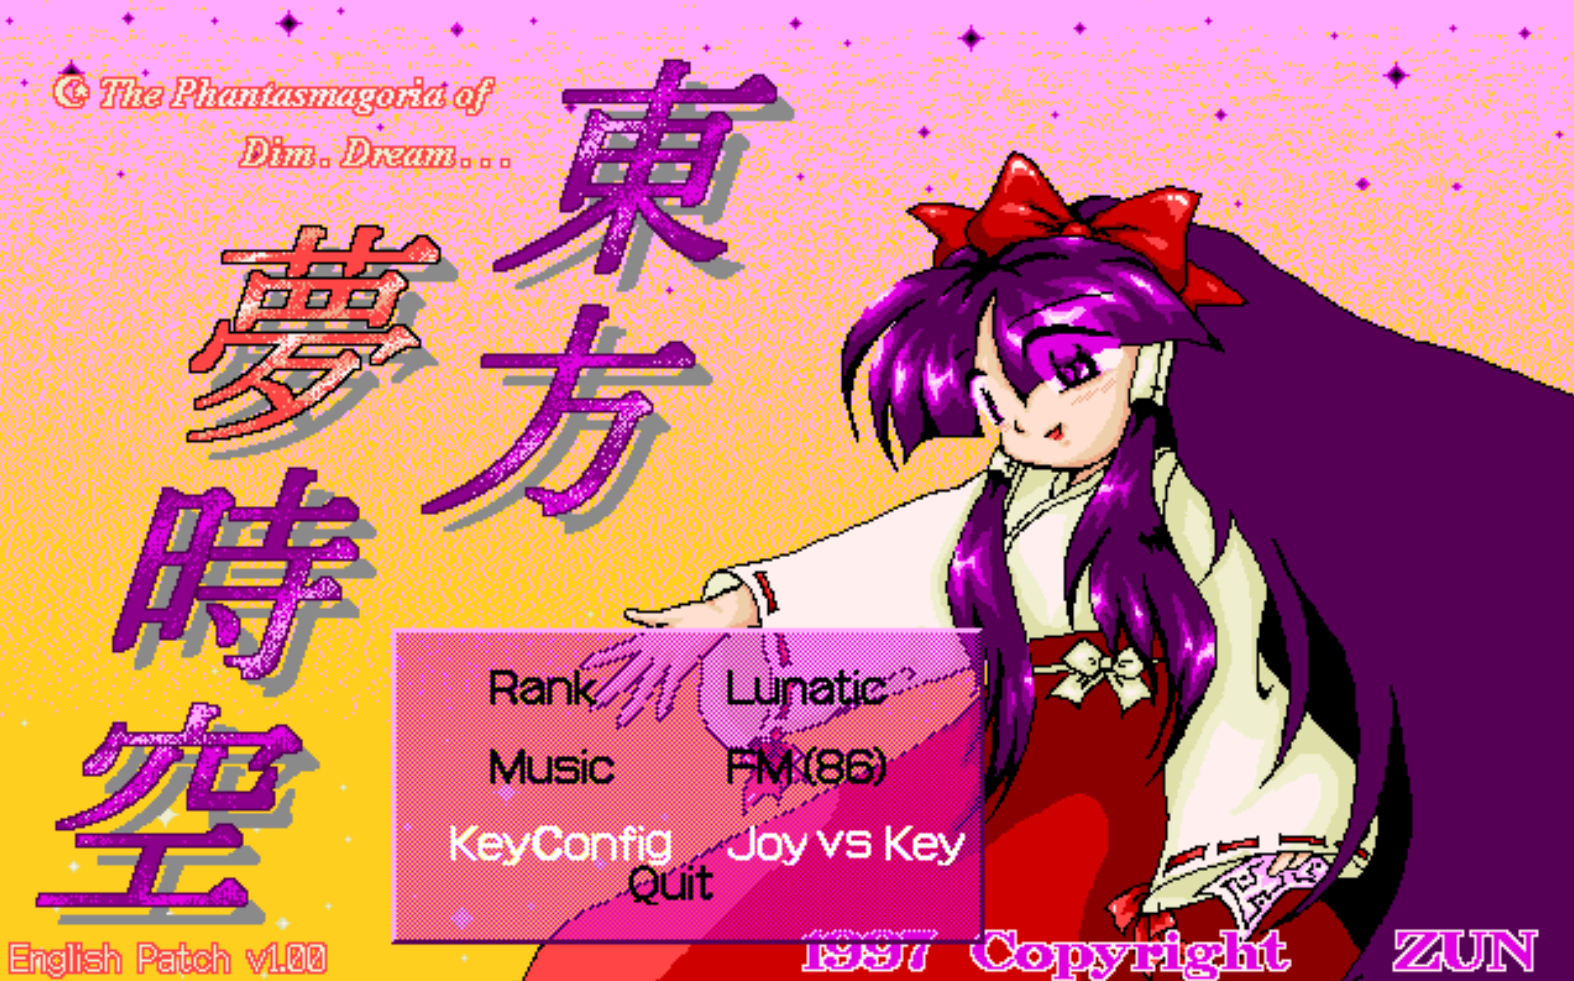 © The Phantasmagoria of
Dim. Dream...
東方
夢時空
Rank Lunatic
Music FM(86)
KeyConfig Joy vs Key
Quit
English Patch v1.00
1997 Copyright ZUN